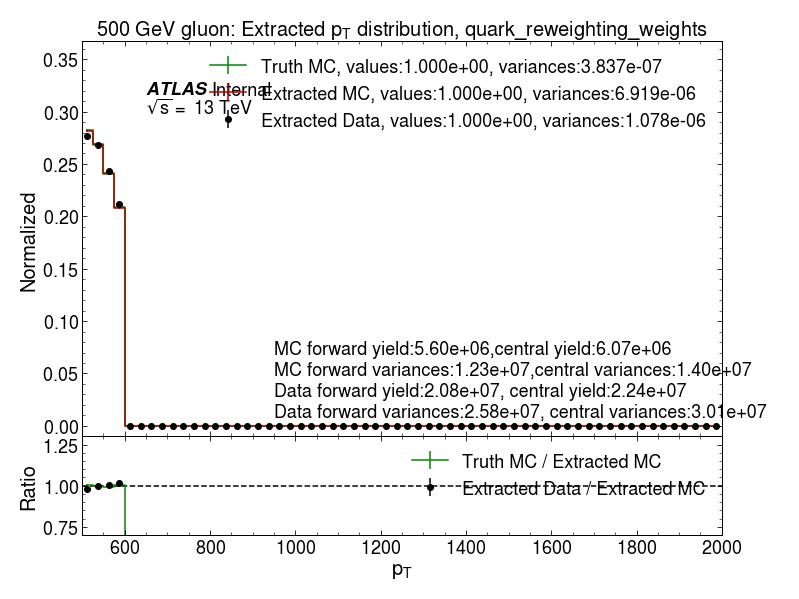 500 GeV gluon: Extracted pT distribution, quark_reweighting_weights
0.35
0.30
0.25
0.20
0.15
0.10
0.05
0.00
Normalized
ATLAS Internal
√s = 13 TeV
Truth MC, values:1.000e+00, variances:3.837e-07
Extracted MC, values:1.000e+00, variances:6.919e-06
Extracted Data, values:1.000e+00, variances:1.078e-06
MC forward yield:5.60e+06,central yield:6.07e+06
MC forward variances:1.23e+07,central variances:1.40e+07
Data forward yield:2.08e+07, central yield:2.24e+07
Data forward variances:2.58e+07, central variances:3.01e+07
1.25
1.00
0.75
Ratio
Truth MC / Extracted MC
Extracted Data / Extracted MC
600 800 1000 1200 1400 1600 1800 2000
pT